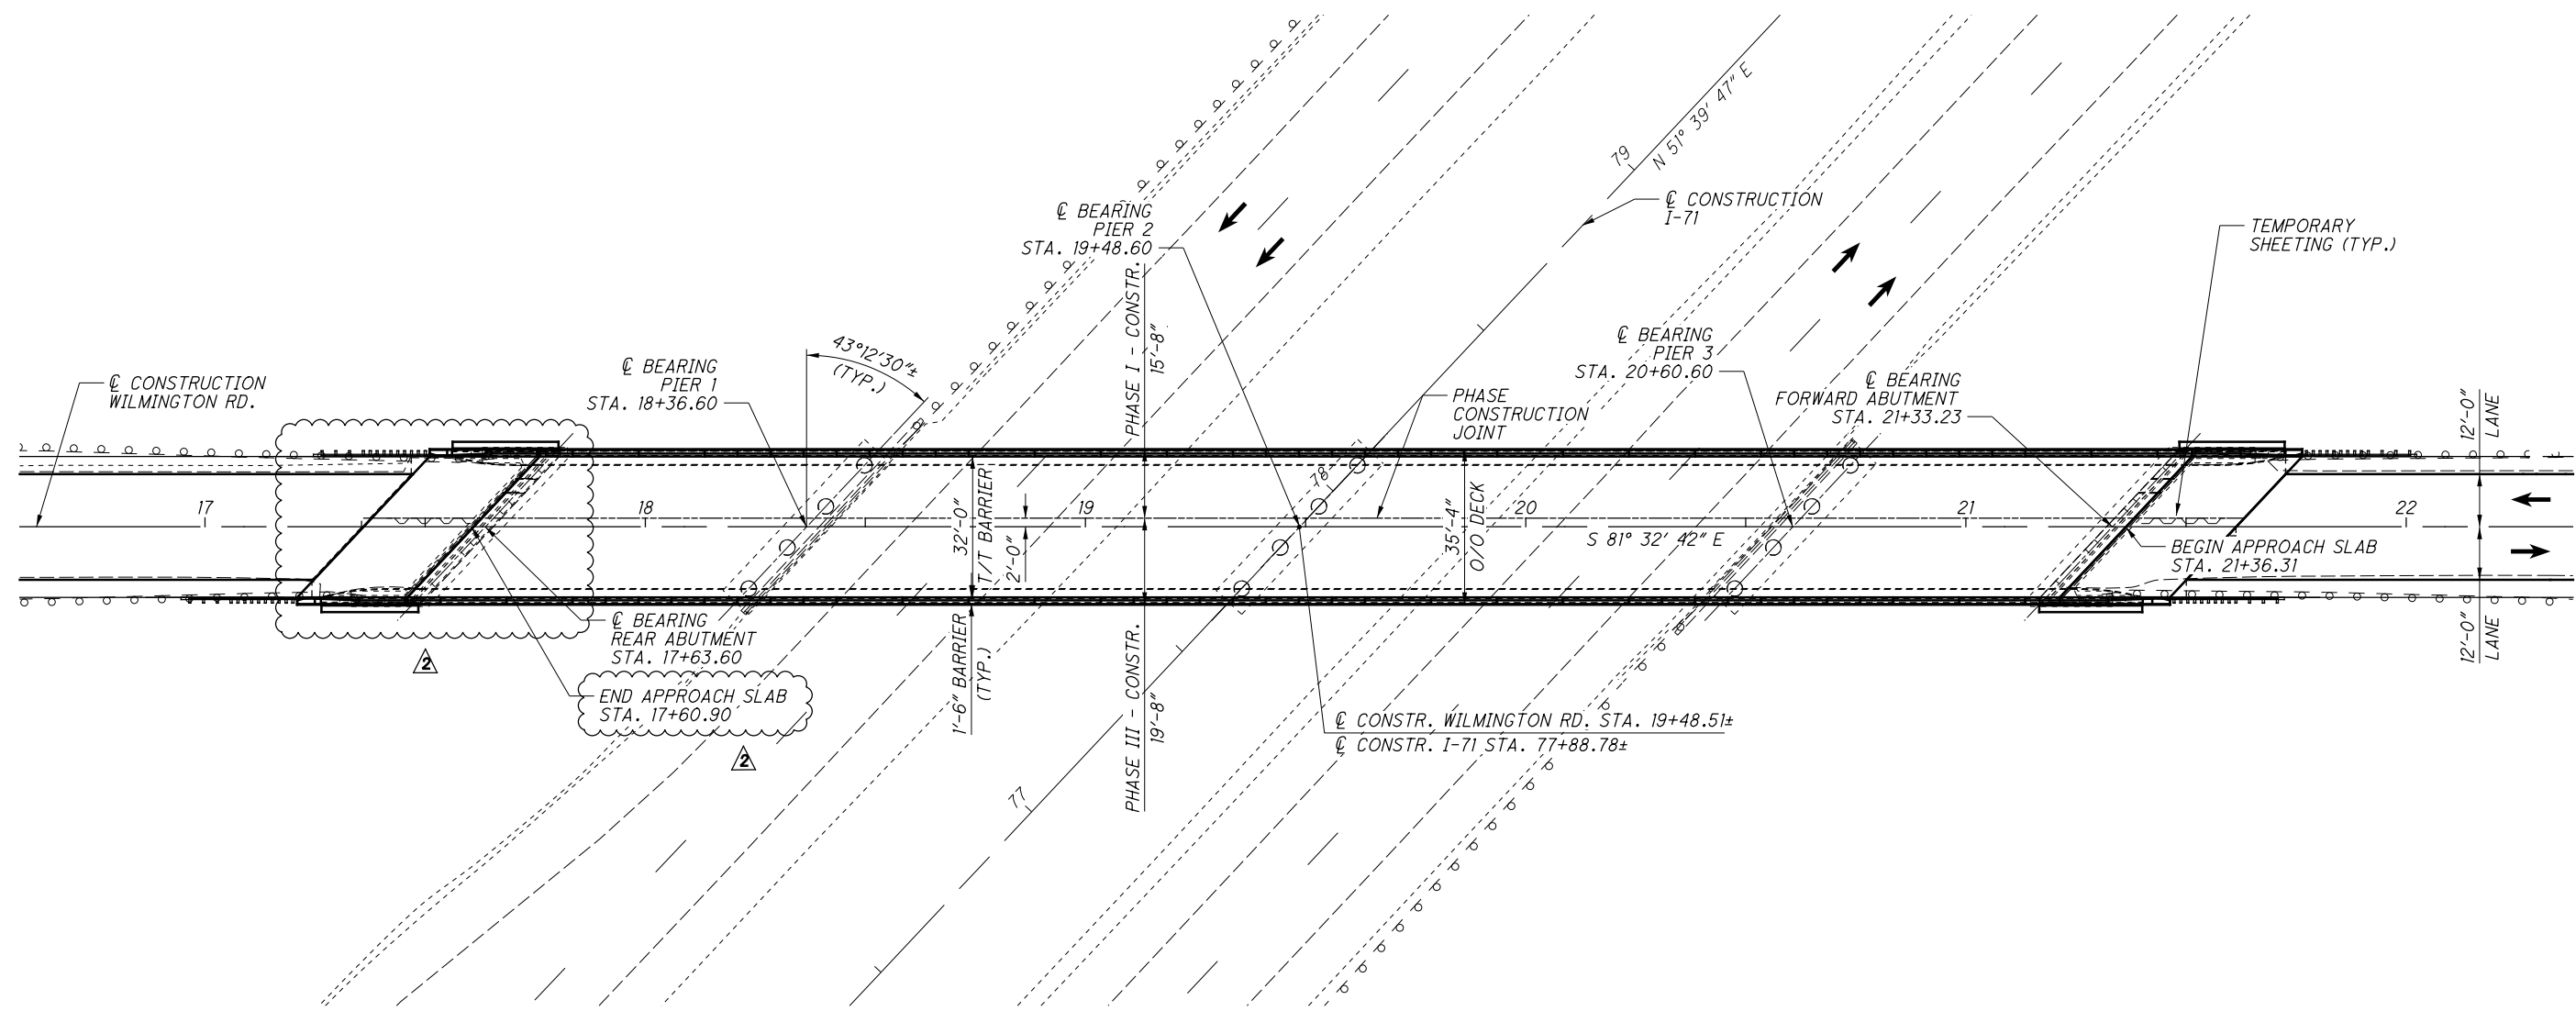 79
N 51° 39' 47" E
℄ CONSTRUCTION
I-71
℄ BEARING
PIER 2
STA. 19+48.60
TEMPORARY
SHEETING (TYP.)
PHASE I - CONSTR.
15'-8"
43°12'30"±
(TYP.)
℄ BEARING
PIER 1
STA. 18+36.60
℄ BEARING
PIER 3
STA. 20+60.60
℄ BEARING
FORWARD ABUTMENT
STA. 21+33.23
℄ CONSTRUCTION
WILMINGTON RD.
PHASE
CONSTRUCTION
JOINT
12'-0"
LANE
78
17
18
19
20
21
22
32'-0"
T/T BARRIER
2'-0"
35'-4"
O/O DECK
S 81° 32' 42" E
BEGIN APPROACH SLAB
STA. 21+36.31
℄ BEARING
REAR ABUTMENT
STA. 17+63.60
2
END APPROACH SLAB
STA. 17+60.90
2
1'-6" BARRIER
(TYP.)
PHASE III - CONSTR.
19'-8"
12'-0"
LANE
℄ CONSTR. WILMINGTON RD. STA. 19+48.51±
℄ CONSTR. I-71 STA. 77+88.78±
77